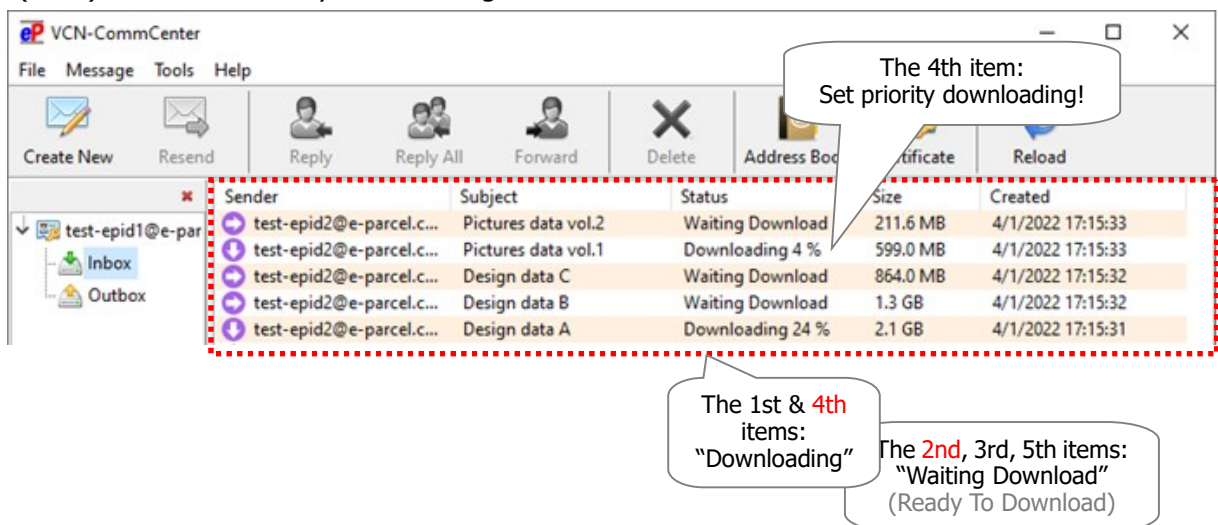 eP VCN-CommCenter
File Message Tools Help
The 4th item:
Set priority downloading!
Create New Resend Reply Reply All Forward Delete Address Boo Reload
Sender Subject Status Size Created
test-epid1@e-par
Inbox
Outbox
test-epid2@e-parcel.c... Pictures data vol.2 Waiting Download 211.6 MB 4/1/2022 17:15:33
test-epid2@e-parcel.c... Pictures data vol.1 Downloading 4 % 599.0 MB 4/1/2022 17:15:33
test-epid2@e-parcel.c... Design data C Waiting Download 864.0 MB 4/1/2022 17:15:32
test-epid2@e-parcel.c... Design data B Waiting Download 1.3 GB 4/1/2022 17:15:32
test-epid2@e-parcel.c... Design data A Downloading 24 % 2.1 GB 4/1/2022 17:15:31
The 1st & 4th
items:
“Downloading”
The 2nd, 3rd, 5th items:
“Waiting Download”
(Ready To Download)